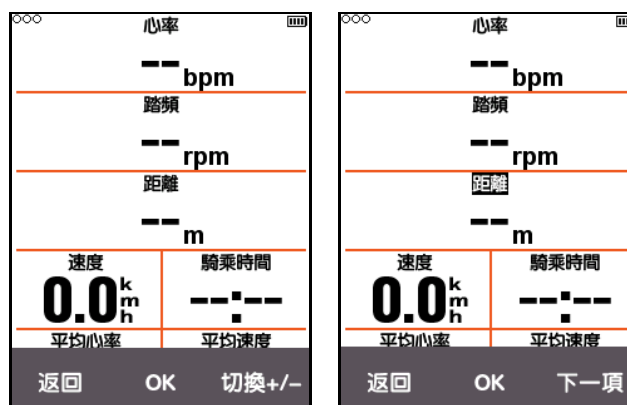 心率
-- bpm
踏頻
-- rpm
距離
-- m
速度 騎乘時間
0.0 kmh --:--
平均心率 平均速度
返回 OK 切換+/-
心率
-- bpm
踏頻
-- rpm
距離
-- m
速度 騎乘時間
0.0 kmh --:--
平均心率 平均速度
返回 OK 下一項